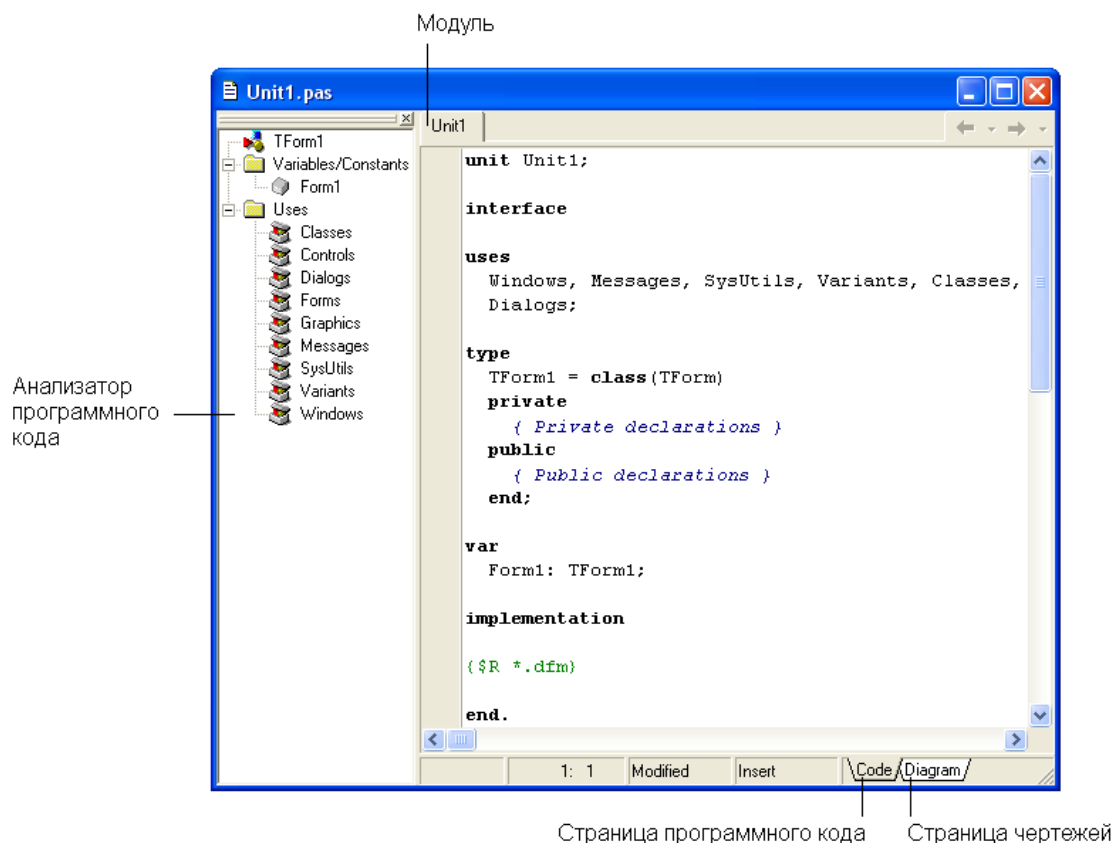 Модуль
Unit1.pas
TForm1
Variables/Constants
Form1
Uses
Classes
Controls
Dialogs
Forms
Graphics
Messages
SysUtils
Variants
Windows
Анализатор
программного
кода
Unit1
unit Unit1;
interface
uses
Windows, Messages, SysUtils, Variants, Classes,
Dialogs;
type
TForm1 = class(TForm)
private
{ Private declarations }
public
{ Public declarations }
end;
var
Form1: TForm1;
implementation
{$R *.dfm}
end.
1: 1 Modified Insert Code Diagram
Страница программного кода Страница чертежей